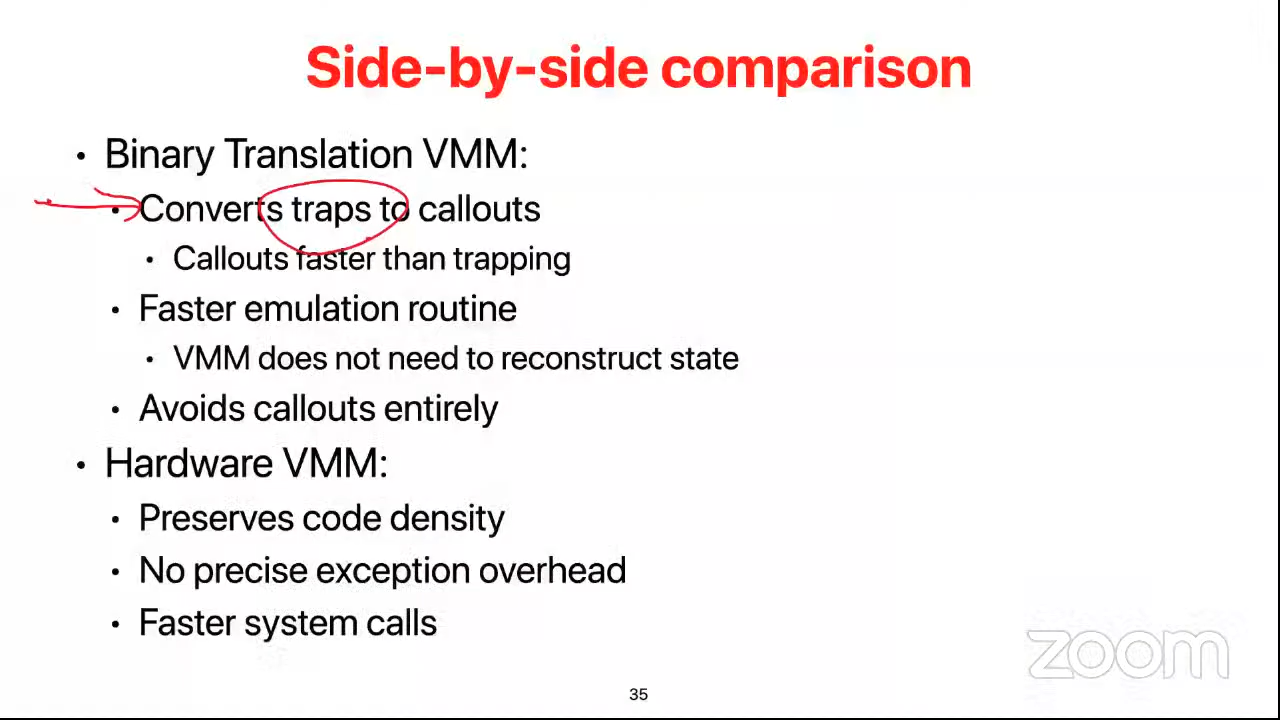 Side-by-side comparison
• Binary Translation VMM:
• Converts traps to callouts
• Callouts faster than trapping
• Faster emulation routine
• VMM does not need to reconstruct state
• Avoids callouts entirely
• Hardware VMM:
• Preserves code density
• No precise exception overhead
• Faster system calls
zoom
35